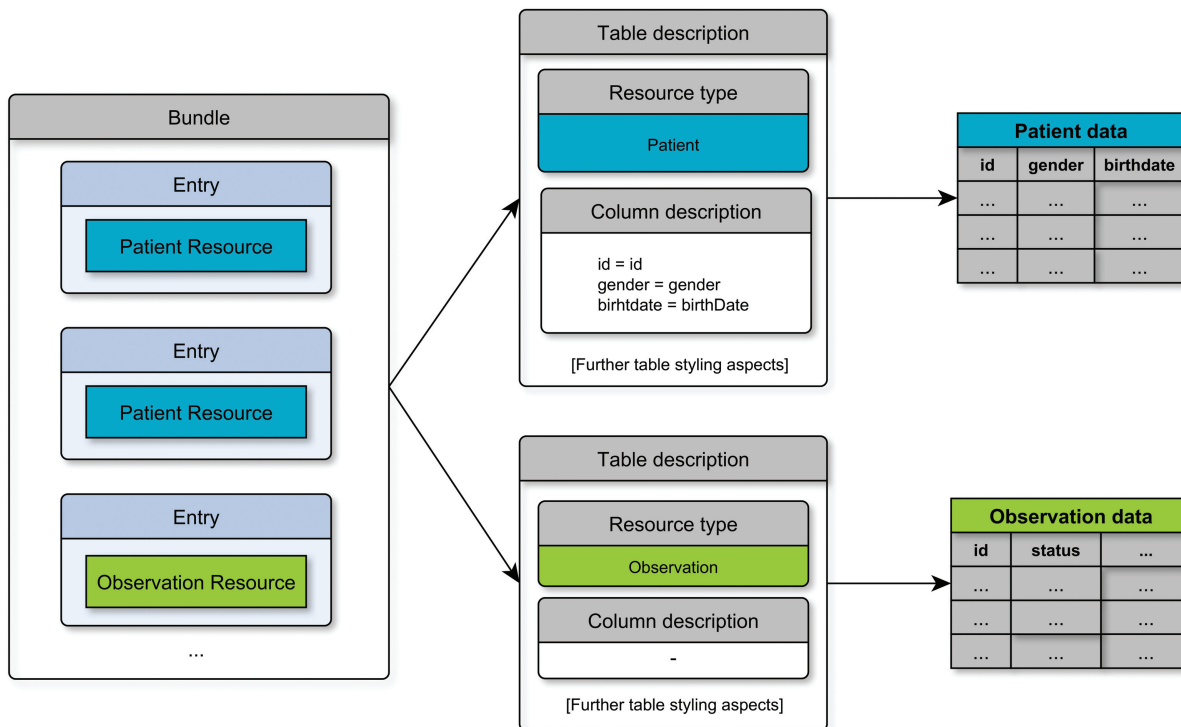 Bundle
Entry
Patient Resource
Entry
Patient Resource
Entry
Observation Resource
...
Table description
Resource type
Patient
Column description
id = id
gender = gender
birhtdate = birthDate
[Further table styling aspects]
Table description
Resource type
Observation
Column description
-
[Further table styling aspects]
Patient data
id gender birthdate
... ... ...
... ... ...
... ... ...
Observation data
id status ...
... ... ...
... ... ...
... ... ...